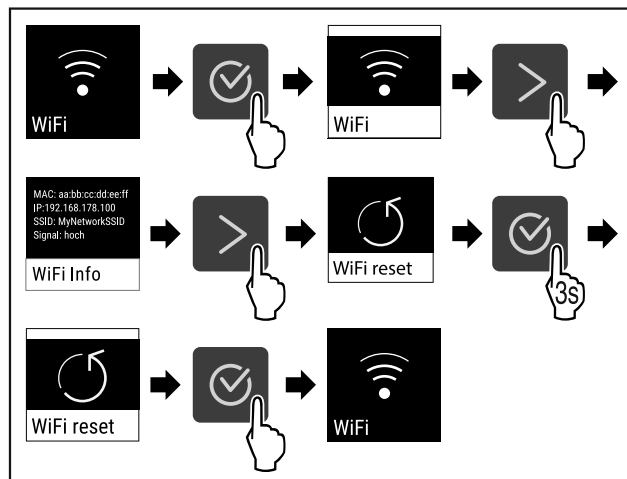 WiFi
WiFi
MAC: aa:bb:cc:dd:ee:ff
IP:192.168.178.100
SSID: MyNetworkSSID
Signal: hoch
WiFi Info
WiFi reset
3s
WiFi reset
WiFi